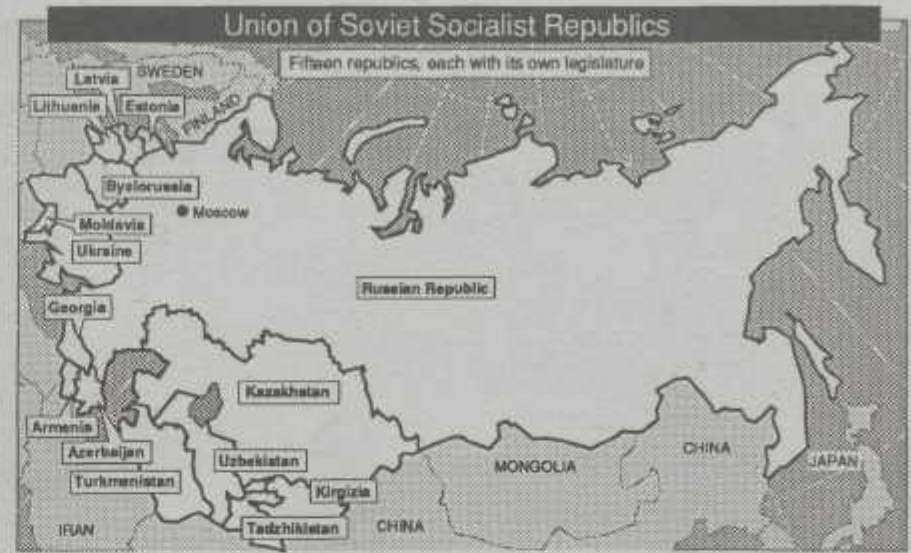 Union of Soviet Socialist Republics
Fifteen republics, each with its own legislature
Latvia
SWEDEN
Lithuania
Estonia
FINLAND
Byelorussia
Moscow
Moldavia
Ukraine
Russian Republic
Georgia
Kazakhstan
Armenia
Azerbaijan
Uzbekistan
Turkmenistan
Kirgizia
MONGOLIA
CHINA
JAPAN
IRAN
Tadzhikistan
CHINA